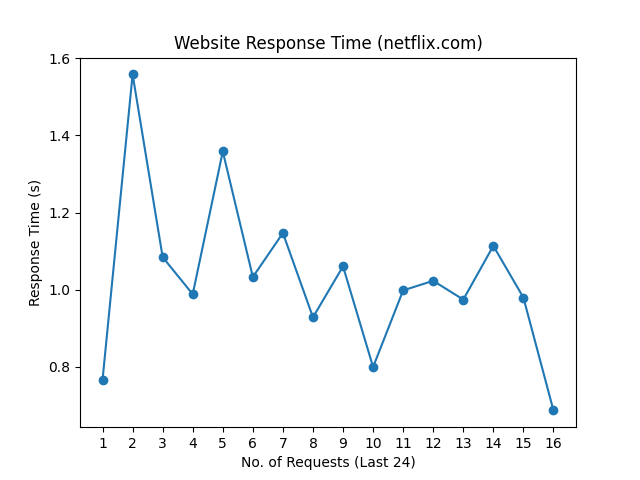 Website Response Time (netflix.com)
1.6
1.4
1.2
1.0
0.8
Response Time (s)
1 2 3 4 5 6 7 8 9 10 11 12 13 14 15 16
No. of Requests (Last 24)